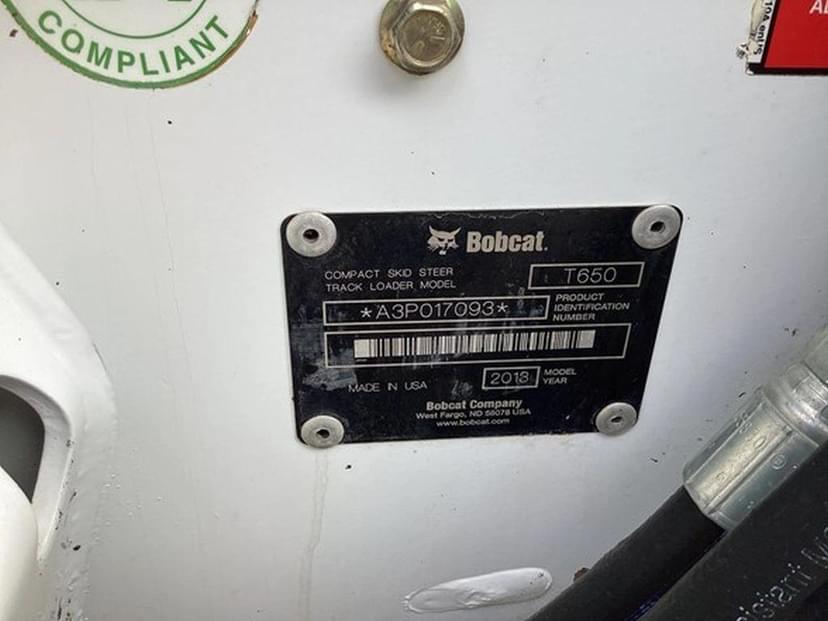 COMPLIANT
Bobcat.
COMPACT SKID STEER
TRACK LOADER MODEL
T650
*A3P017093*
PRODUCT
IDENTIFICATION
NUMBER
MADE IN USA
2013
MODEL
YEAR
Bobcat Company
West Fargo, ND 58078 USA
www.bobcat.com